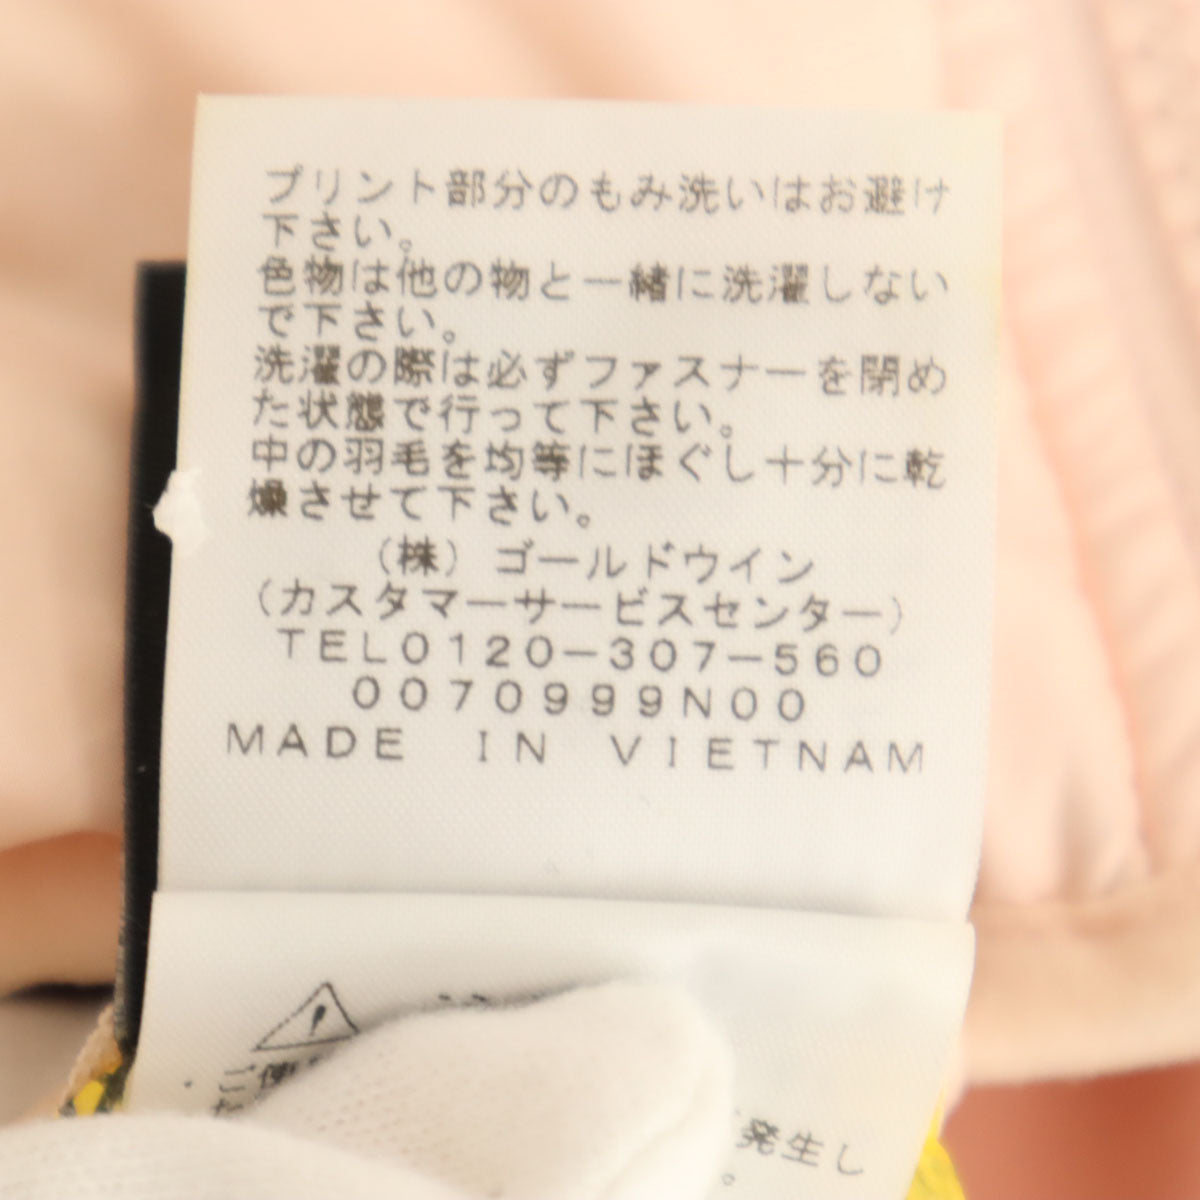 プリント部分のもみ洗いはお避け
下さい。
色物は他の物と一緒に洗濯しない
で下さい。
洗濯の際は必ずファスナーを閉め
た状態で行って下さい。
中の羽毛を均等にほぐし十分に乾
燥させて下さい。
(株)ゴールドウイン
(カスタマーサービスセンター)
TEL0120-307-560
0070999N00
MADE IN VIETNAM
・ご使
発生し
。